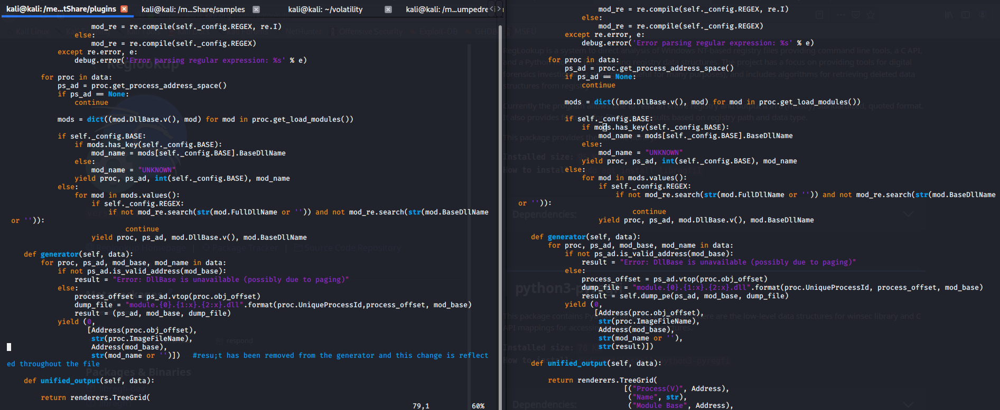 kali@kali: /me...tShare/plugins
kali@kali: /m...Share/samples
kali@kali: ~/volatility
kali@kali: /m...umpedre
mod_re = re.compile(self._config.REGEX, re.I)
else:
mod_re = re.compile(self._config.REGEX)
except re.error, e:
debug.error('Error parsing regular expression: %s' % e)
for proc in data:
ps_ad = proc.get_process_address_space()
if ps_ad == None:
continue
mods = dict((mod.DllBase.v(), mod) for mod in proc.get_load_modules())
if self._config.BASE:
if mods.has_key(self._config.BASE):
mod_name = mods[self._config.BASE].BaseDllName
else:
mod_name = "UNKNOWN"
yield proc, ps_ad, int(self._config.BASE), mod_name
else:
for mod in mods.values():
if self._config.REGEX:
if not mod_re.search(str(mod.FullDllName or '')) and not mod_re.search(str(mod.BaseDllName
or '')):
continue
yield proc, ps_ad, mod.DllBase.v(), mod.BaseDllName
def generator(self, data):
for proc, ps_ad, mod_base, mod_name in data:
if not ps_ad.is_valid_address(mod_base):
result = "Error: DllBase is unavailable (possibly due to paging)"
else:
process_offset = ps_ad.vtop(proc.obj_offset)
dump_file = "module.{0}.{1:x}.{2:x}.dll".format(proc.UniqueProcessId,process_offset, mod_base)
result = (ps_ad, mod_base, dump_file)
yield (0,
[Address(proc.obj_offset),
str(proc.ImageFileName),
Address(mod_base),
str(mod_name or '')])   #resu;t has been removed from the generator and this change is reflect
ed throughout the file
def unified_output(self, data):
return renderers.TreeGrid(
79,1 60%
mod_re = re.compile(self._config.REGEX, re.I)
else:
mod_re = re.compile(self._config.REGEX)
except re.error, e:
debug.error('Error parsing regular expression: %s' % e)
for proc in data:
ps_ad = proc.get_process_address_space()
if ps_ad == None:
continue
mods = dict((mod.DllBase.v(), mod) for mod in proc.get_load_modules())
if self._config.BASE:
if mods.has_key(self._config.BASE):
mod_name = mods[self._config.BASE].BaseDllName
else:
mod_name = "UNKNOWN"
yield proc, ps_ad, int(self._config.BASE), mod_name
else:
for mod in mods.values():
if self._config.REGEX:
if not mod_re.search(str(mod.FullDllName or '')) and not mod_re.search(str(mod.BaseDllName
or '')):
continue
yield proc, ps_ad, mod.DllBase.v(), mod.BaseDllName
def generator(self, data):
for proc, ps_ad, mod_base, mod_name in data:
if not ps_ad.is_valid_address(mod_base):
result = "Error: DllBase is unavailable (possibly due to paging)"
else:
process_offset = ps_ad.vtop(proc.obj_offset)
dump_file = "module.{0}.{1:x}.{2:x}.dll".format(proc.UniqueProcessId, process_offset, mod_base)
result = self.dump_pe(ps_ad, mod_base, dump_file)
yield (0,
[Address(proc.obj_offset),
str(proc.ImageFileName),
Address(mod_base),
str(mod_name or ''),
str(result)])
def unified_output(self, data):
return renderers.TreeGrid(
[("Process(V)", Address),
("Name", str),
("Module Base", Address),